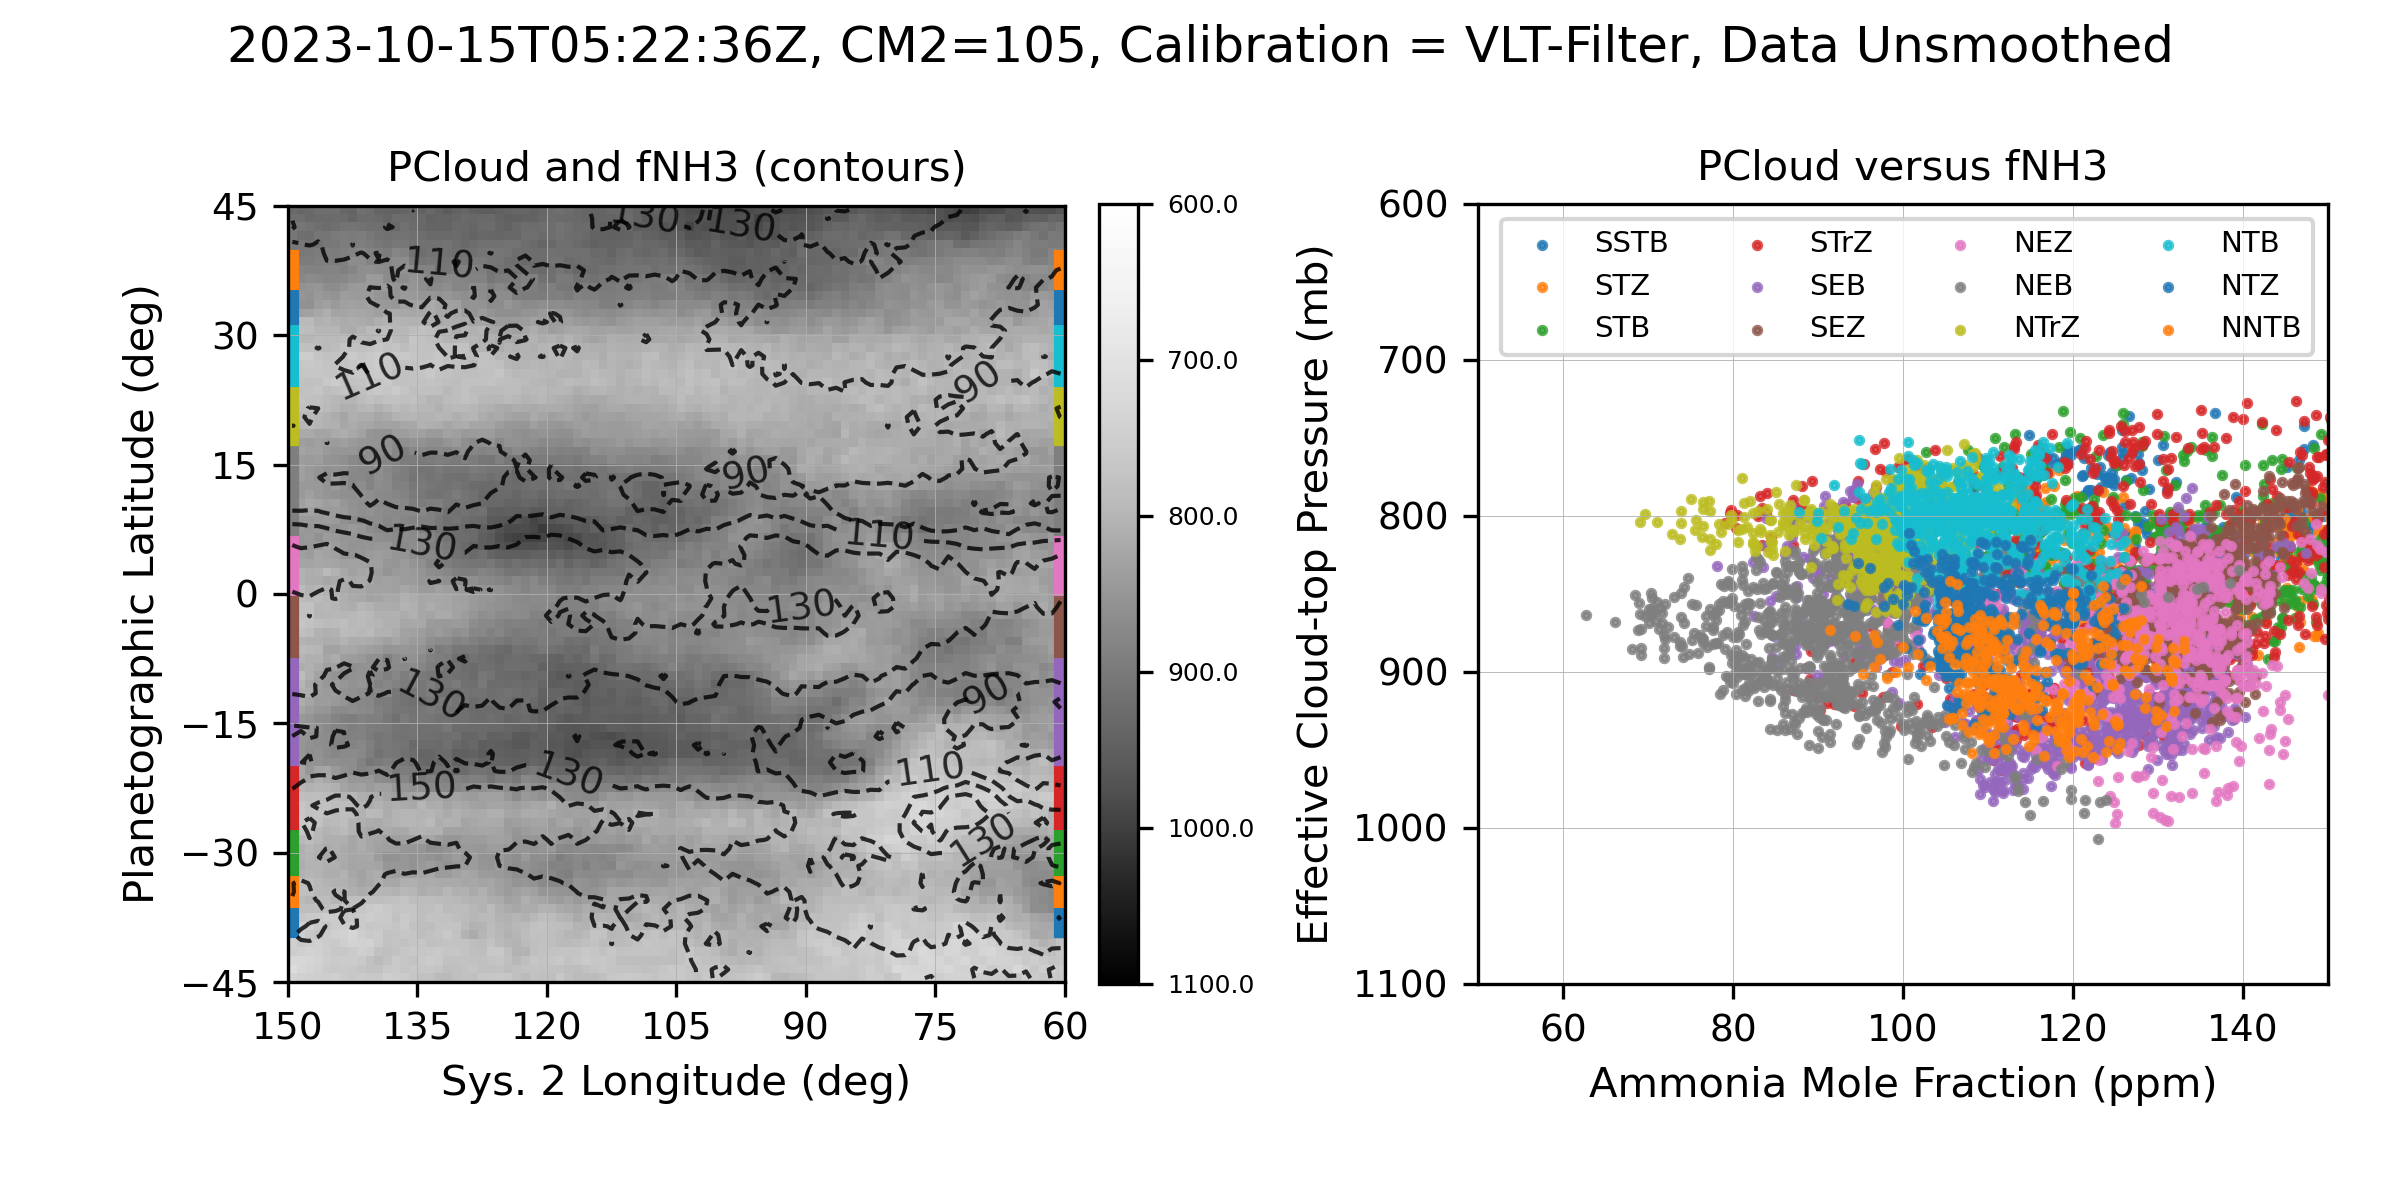 2023-10-15T05:22:36Z, CM2=105, Calibration = VLT-Filter, Data Unsmoothed
PCloud and fNH3 (contours)
Planetographic Latitude (deg)
45
30
15
0
−15
−30
−45
130
130
110
110
90
90
90
130
110
130
130
90
150
130
110
130
150
135
120
105
90
75
60
Sys. 2 Longitude (deg)
600.0
700.0
800.0
900.0
1000.0
1100.0
PCloud versus fNH3
Effective Cloud-top Pressure (mb)
600
700
800
900
1000
1100
SSTB
STZ
STB
STrZ
SEB
SEZ
NEZ
NEB
NTrZ
NTB
NTZ
NNTB
60
80
100
120
140
Ammonia Mole Fraction (ppm)